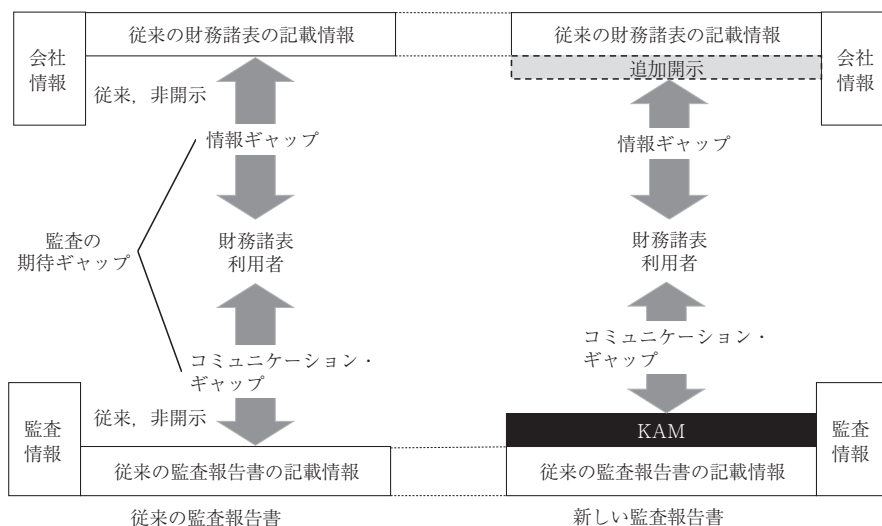 従来の財務諸表の記載情報
会社
情報
従来，非開示
情報ギャップ
監査の
期待ギャップ
財務諸表
利用者
コミュニケーション・
ギャップ
従来，非開示
監査
情報
従来の監査報告書の記載情報
従来の監査報告書
従来の財務諸表の記載情報
追加開示
会社
情報
情報ギャップ
財務諸表
利用者
コミュニケーション・
ギャップ
KAM
従来の監査報告書の記載情報
監査
情報
新しい監査報告書